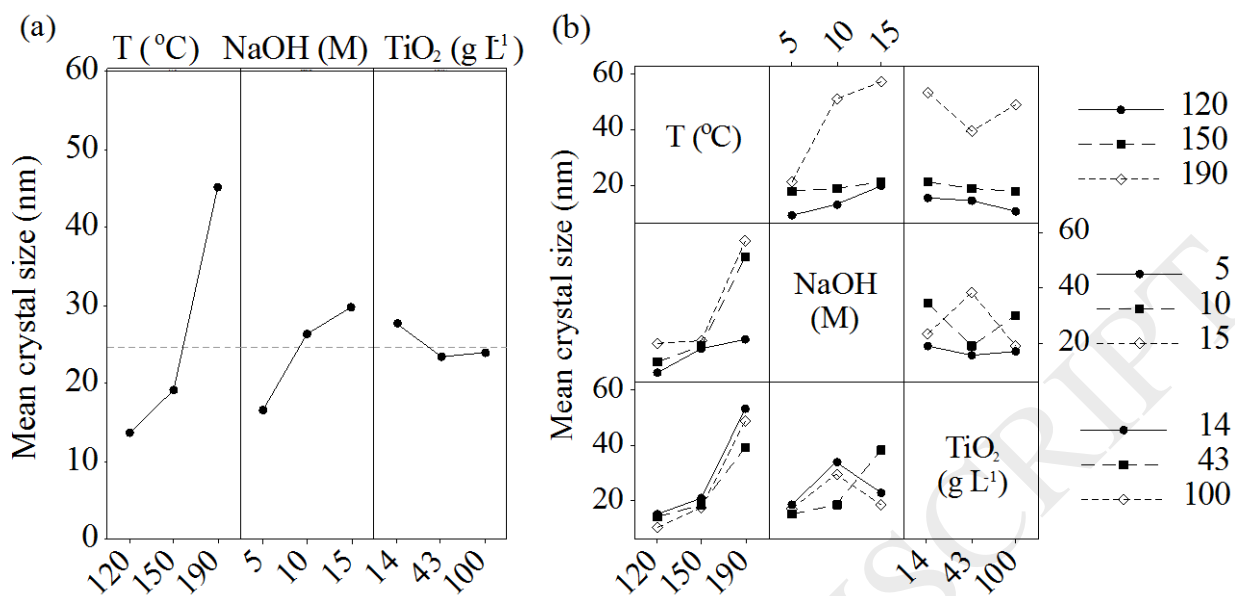 (a)
T (°C) NaOH (M) TiO₂ (g L⁻¹)
Mean crystal size (nm)
60
50
40
30
20
10
0
120 150 190 5 10 15 14 43 100
(b)
5 10 15
Mean crystal size (nm)
60
40
20
T (°C)
120
150
190
NaOH
(M)
60
40
20
5
10
15
60
40
20
TiO₂
(g L⁻¹)
14
43
100
120 150 190 14 43 100